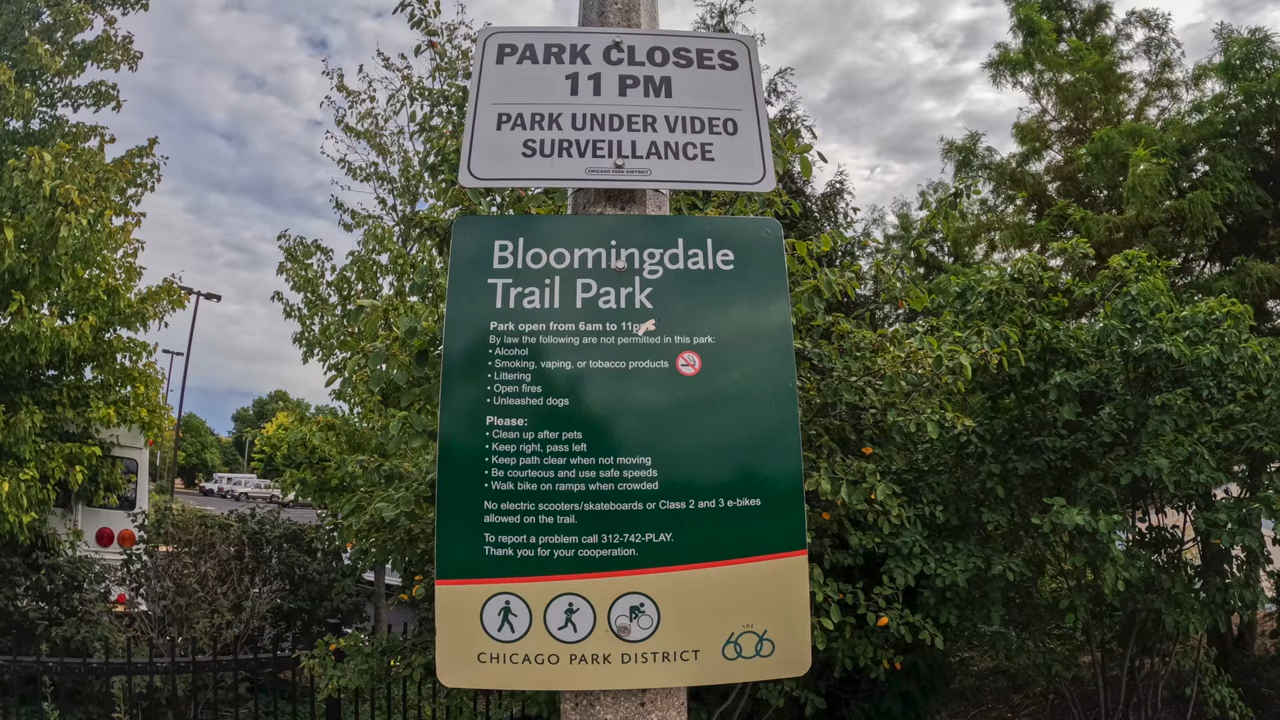 PARK CLOSES
11 PM
PARK UNDER VIDEO
SURVEILLANCE
CHICAGO PARK DISTRICT
Bloomingdale
Trail Park
Park open from 6am to 11p
By law the following are not permitted in this park:
• Alcohol
• Smoking, vaping, or tobacco products
• Littering
• Open fires
• Unleashed dogs
Please:
• Clean up after pets
• Keep right, pass left
• Keep path clear when not moving
• Be courteous and use safe speeds
• Walk bike on ramps when crowded
No electric scooters/skateboards or Class 2 and 3 e-bikes
allowed on the trail.
To report a problem call 312-742-PLAY.
Thank you for your cooperation.
THE
606
CHICAGO PARK DISTRICT